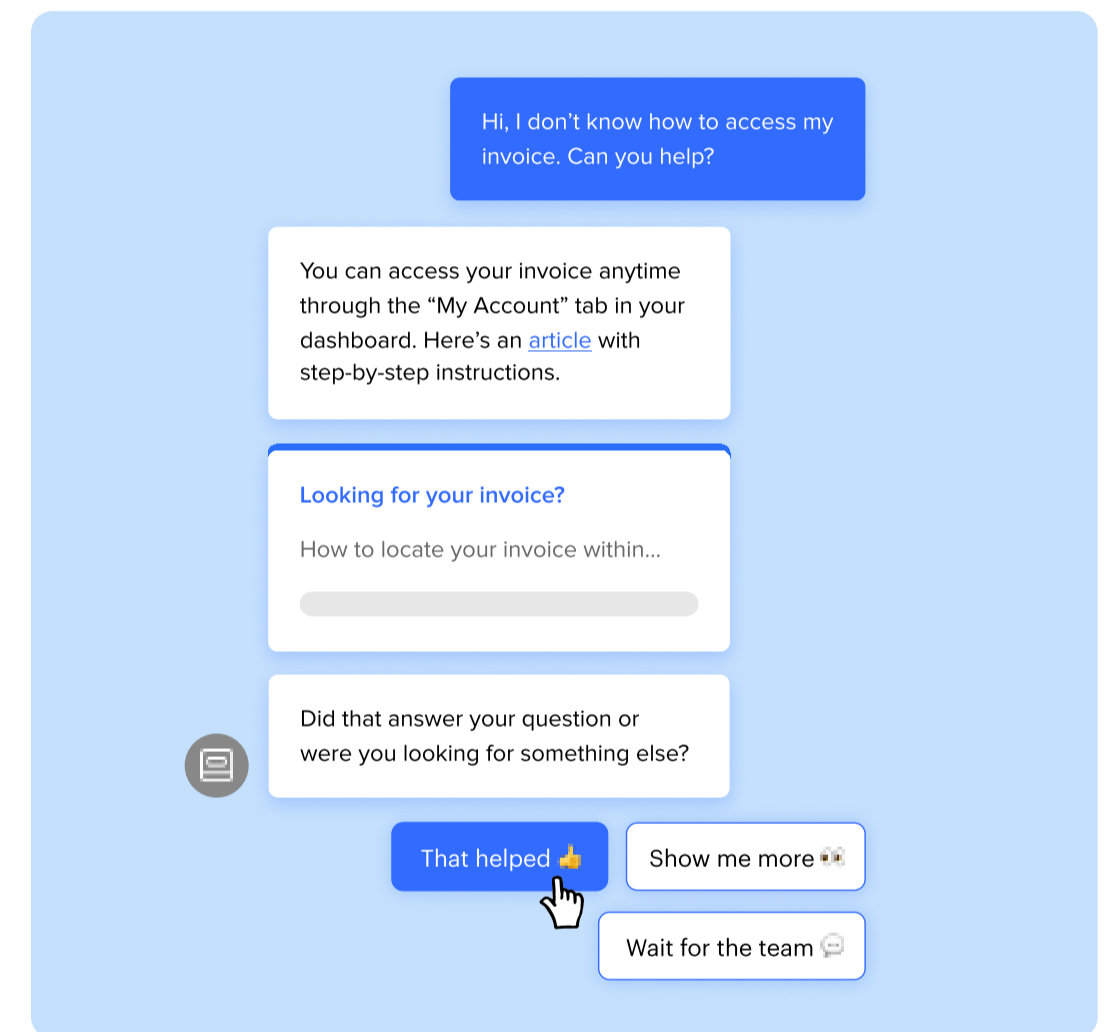 Hi, I don’t know how to access my
invoice. Can you help?
You can access your invoice anytime
through the “My Account” tab in your
dashboard. Here’s an article with
step-by-step instructions.
Looking for your invoice?
How to locate your invoice within...
Did that answer your question or
were you looking for something else?
That helped 👍
Show me more 👀
Wait for the team 💬